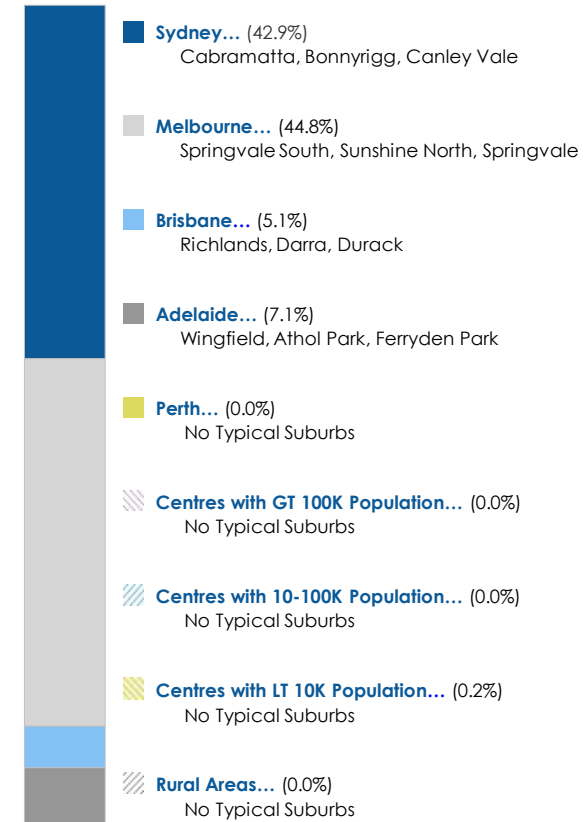 Sydney… (42.9%)
Cabramatta, Bonnyrigg, Canley Vale
Melbourne… (44.8%)
Springvale South, Sunshine North, Springvale
Brisbane… (5.1%)
Richlands, Darra, Durack
Adelaide… (7.1%)
Wingfield, Athol Park, Ferryden Park
Perth… (0.0%)
No Typical Suburbs
Centres with GT 100K Population… (0.0%)
No Typical Suburbs
Centres with 10-100K Population… (0.0%)
No Typical Suburbs
Centres with LT 10K Population… (0.2%)
No Typical Suburbs
Rural Areas… (0.0%)
No Typical Suburbs